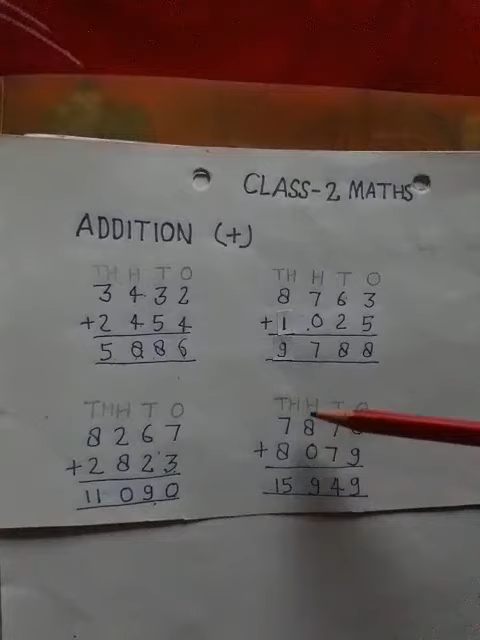 CLASS-2 MATHS
ADDITION (+)
TH H T O
3 4 3 2
+2 4 5 4
5 8 8 6
TH H T O
8 7 6 3
+1 0 2 5
9 7 8 8
TH H T O
8 2 6 7
+2 8 2 3
11 0 9 0
TH H T O
7 8 7
+8 0 7 9
15 9 4 9